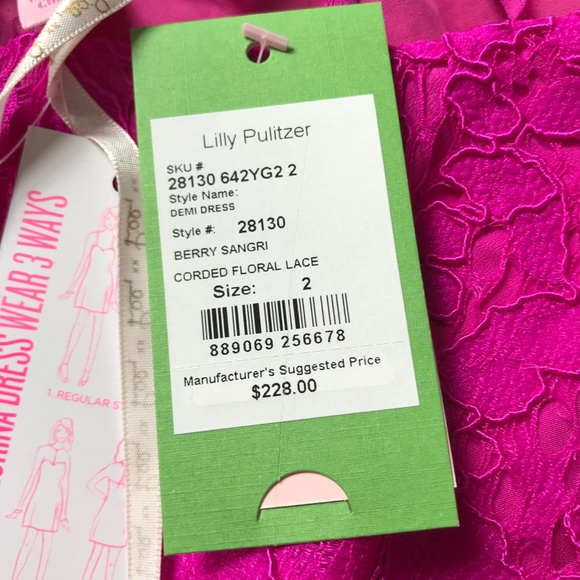 Lilly Pulitzer
SKU #
28130 642YG2 2
Style Name:
DEMI DRESS
Style #: 28130
BERRY SANGRI
CORDED FLORAL LACE
Size: 2
889069 256678
Manufacturer's Suggested Price
$228.00
DRESS WEAR 3 WAYS
1. REGULAR